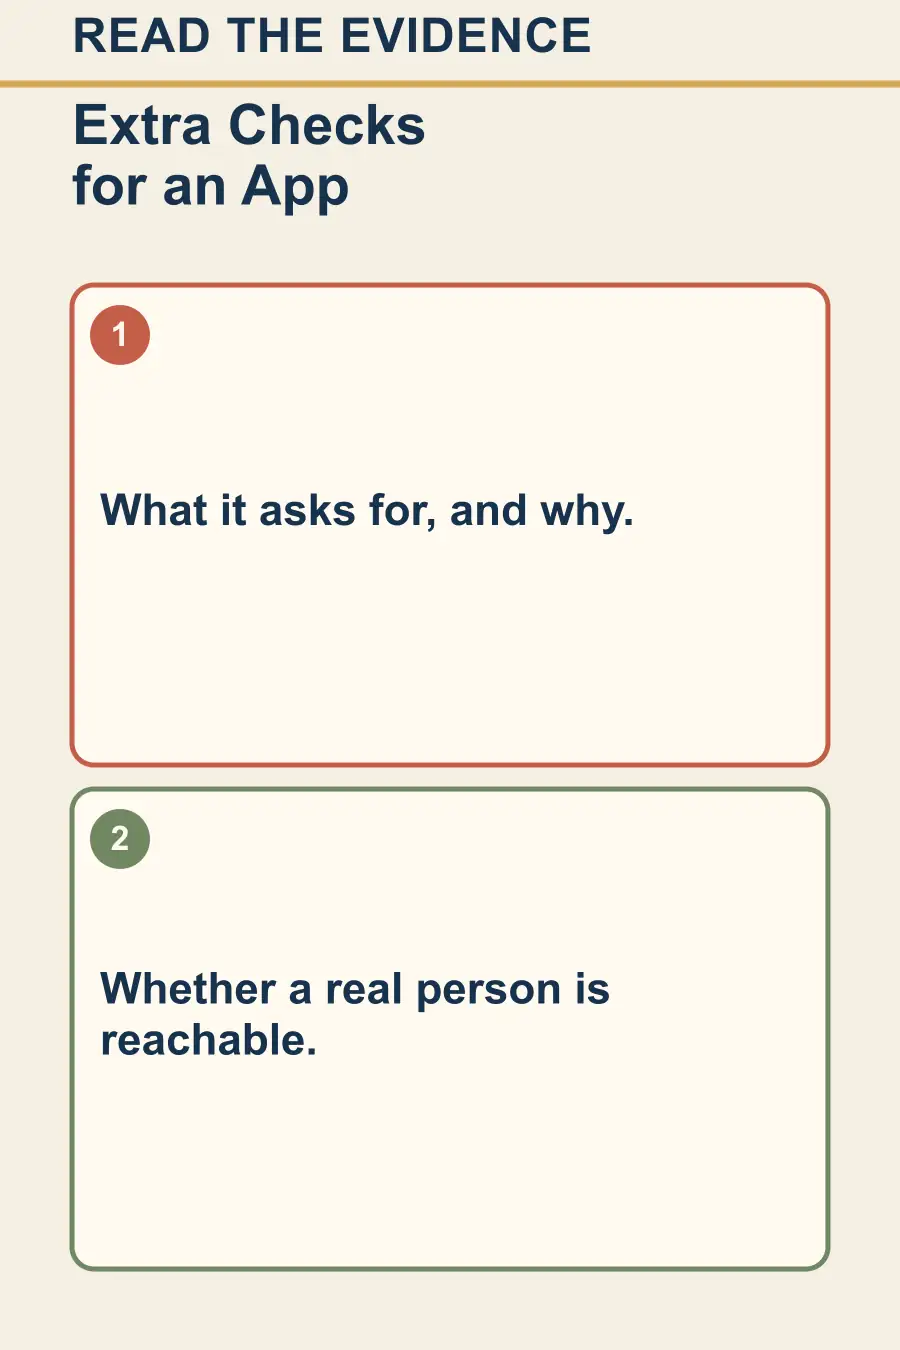 READ THE EVIDENCE
Extra Checks
for an App
1
What it asks for, and why.
2
Whether a real person is
reachable.